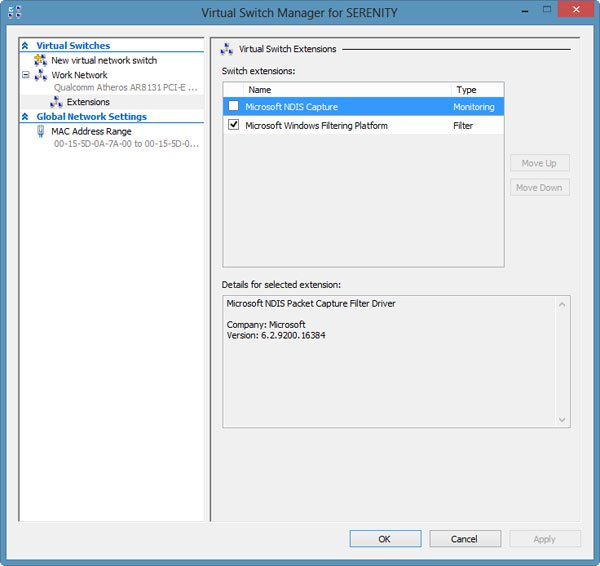 Virtual Switch Manager for SERENITY
Virtual Switches
New virtual network switch
Work Network
Qualcomm Atheros AR8131 PCI-E ...
Extensions
Global Network Settings
MAC Address Range
00-15-5D-0A-7A-00 to 00-15-5D-0...
Virtual Switch Extensions
Switch extensions:
Name Type
Microsoft NDIS Capture Monitoring
Microsoft Windows Filtering Platform Filter
Move Up
Move Down
Details for selected extension:
Microsoft NDIS Packet Capture Filter Driver
Company: Microsoft
Version: 6.2.9200.16384
OK Cancel Apply